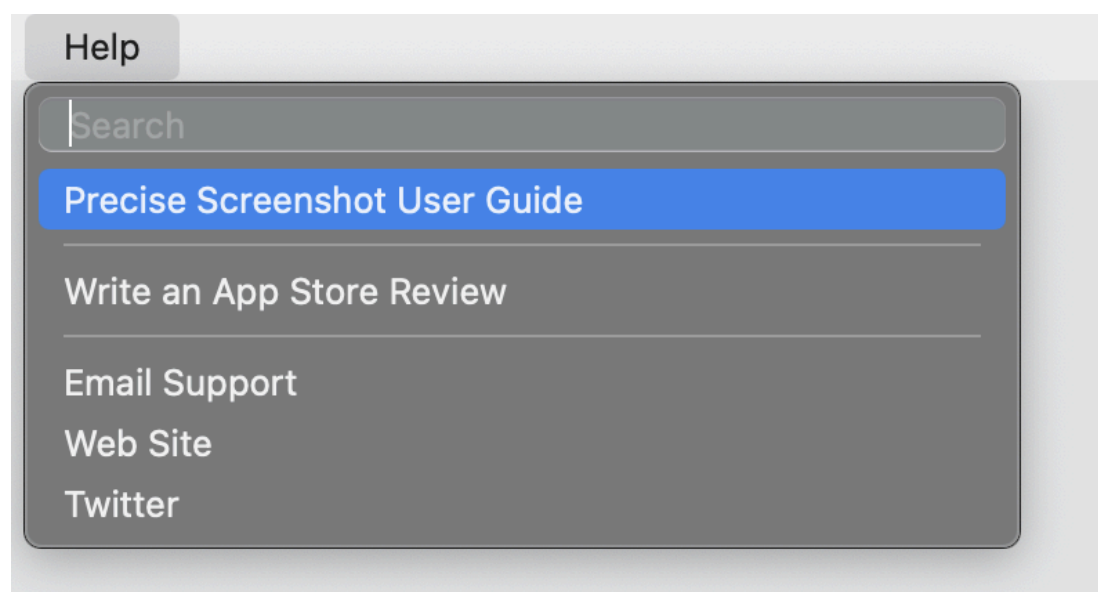 Help
Search
Precise Screenshot User Guide
Write an App Store Review
Email Support
Web Site
Twitter